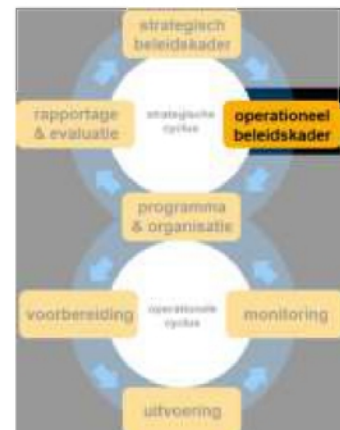 strategisch
beleidskader
rapportage
& evaluatie
strategische
cyclus
operationeel
beleidskader
programma
& organisatie
voorbereiding
operationele
cyclus
monitoring
uitvoering